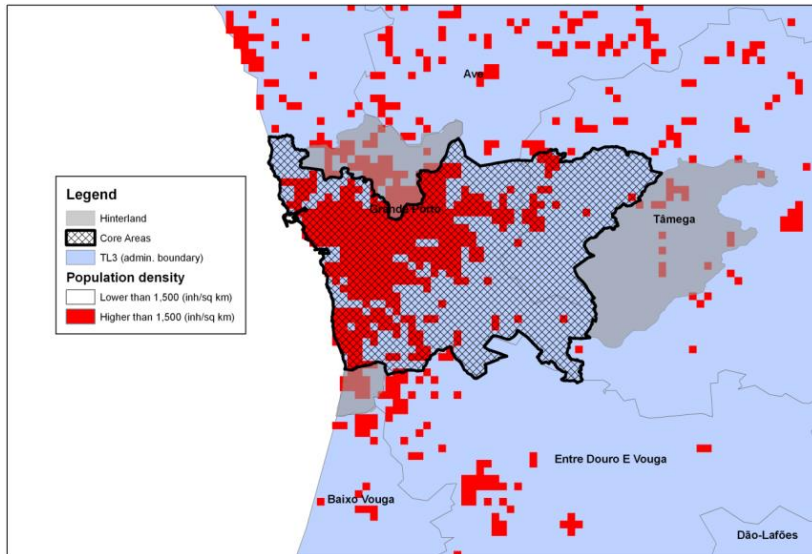 Ave
Legend
Hinterland
Core Areas
TL3 (admin. boundary)
Population density
Lower than 1,500 (inh/sq km)
Higher than 1,500 (inh/sq km)
Grande Porto
Tâmega
Entre Douro E Vouga
Baixo Vouga
Dão-Lafões